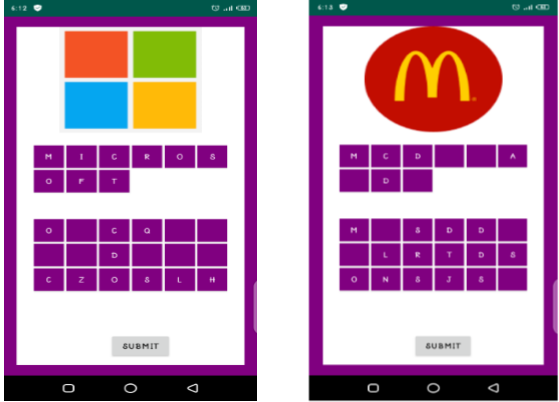 6:12
M I C R O S
O F T
O C Q
D
C Z O S L H
SUBMIT
6:13
M C D A
D
M S D D
L R T D S
O N S J S
SUBMIT